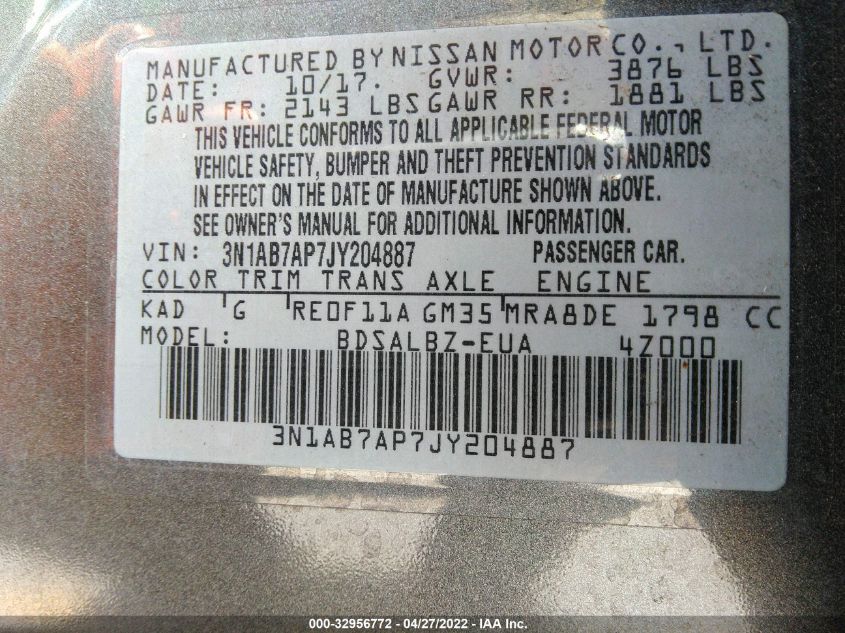 MANUFACTURED BY NISSAN MOTOR CO., LTD.
DATE: 10/17. GVWR: 3876 LBS
GAWR FR: 2143 LBS GAWR RR: 1881 LBS
THIS VEHICLE CONFORMS TO ALL APPLICABLE FEDERAL MOTOR
VEHICLE SAFETY, BUMPER AND THEFT PREVENTION STANDARDS
IN EFFECT ON THE DATE OF MANUFACTURE SHOWN ABOVE.
SEE OWNER'S MANUAL FOR ADDITIONAL INFORMATION.
VIN: 3N1AB7AP7JY204887 PASSENGER CAR.
COLOR TRIM TRANS AXLE ENGINE
KAD G RE0F11A GM35 MRA8DE 1798 CC
MODEL: BDSALBZ-EUA 4Z000
3N1AB7AP7JY204887
000-32956772 - 04/27/2022 - IAA Inc.